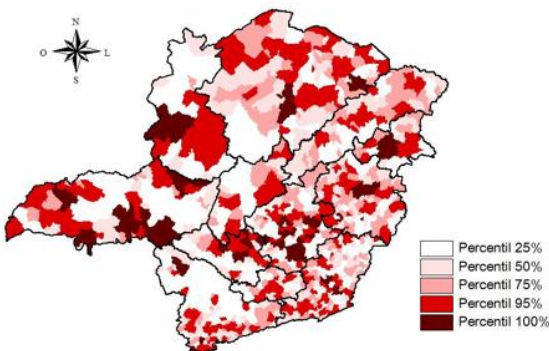 N
O L
S
Percentil 25%
Percentil 50%
Percentil 75%
Percentil 95%
Percentil 100%